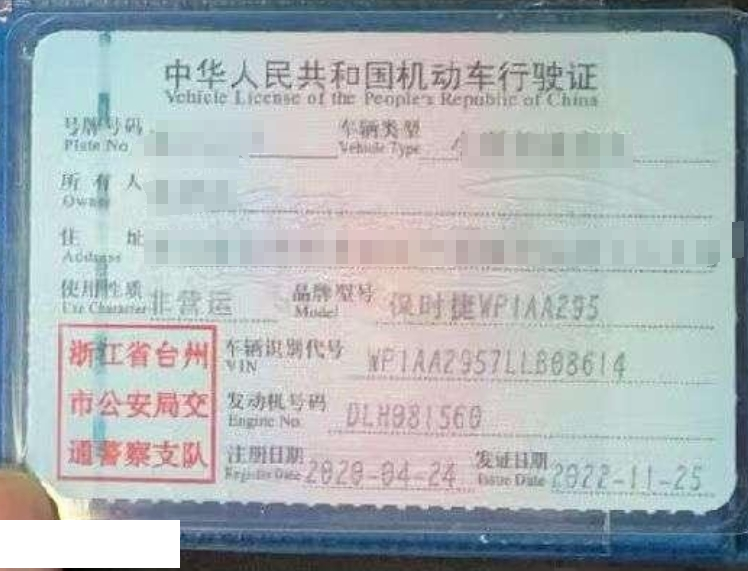 中华人民共和国机动车行驶证
Vehicle License of the People's Republic of China
号牌号码 车辆类型
Plate No Vehicle Type
所有人
Owner
住址
Address
使用性质 非营运 品牌型号 保时捷WP1AA295
Use Character Model
浙江省台州 车辆识别代号 WP1AA2957LLB08614
VIN
市公安局交 发动机号码 DLH081560
Engine No.
通警察支队 注册日期 2020-04-24 发证日期 2022-11-25
Register Date Issue Date